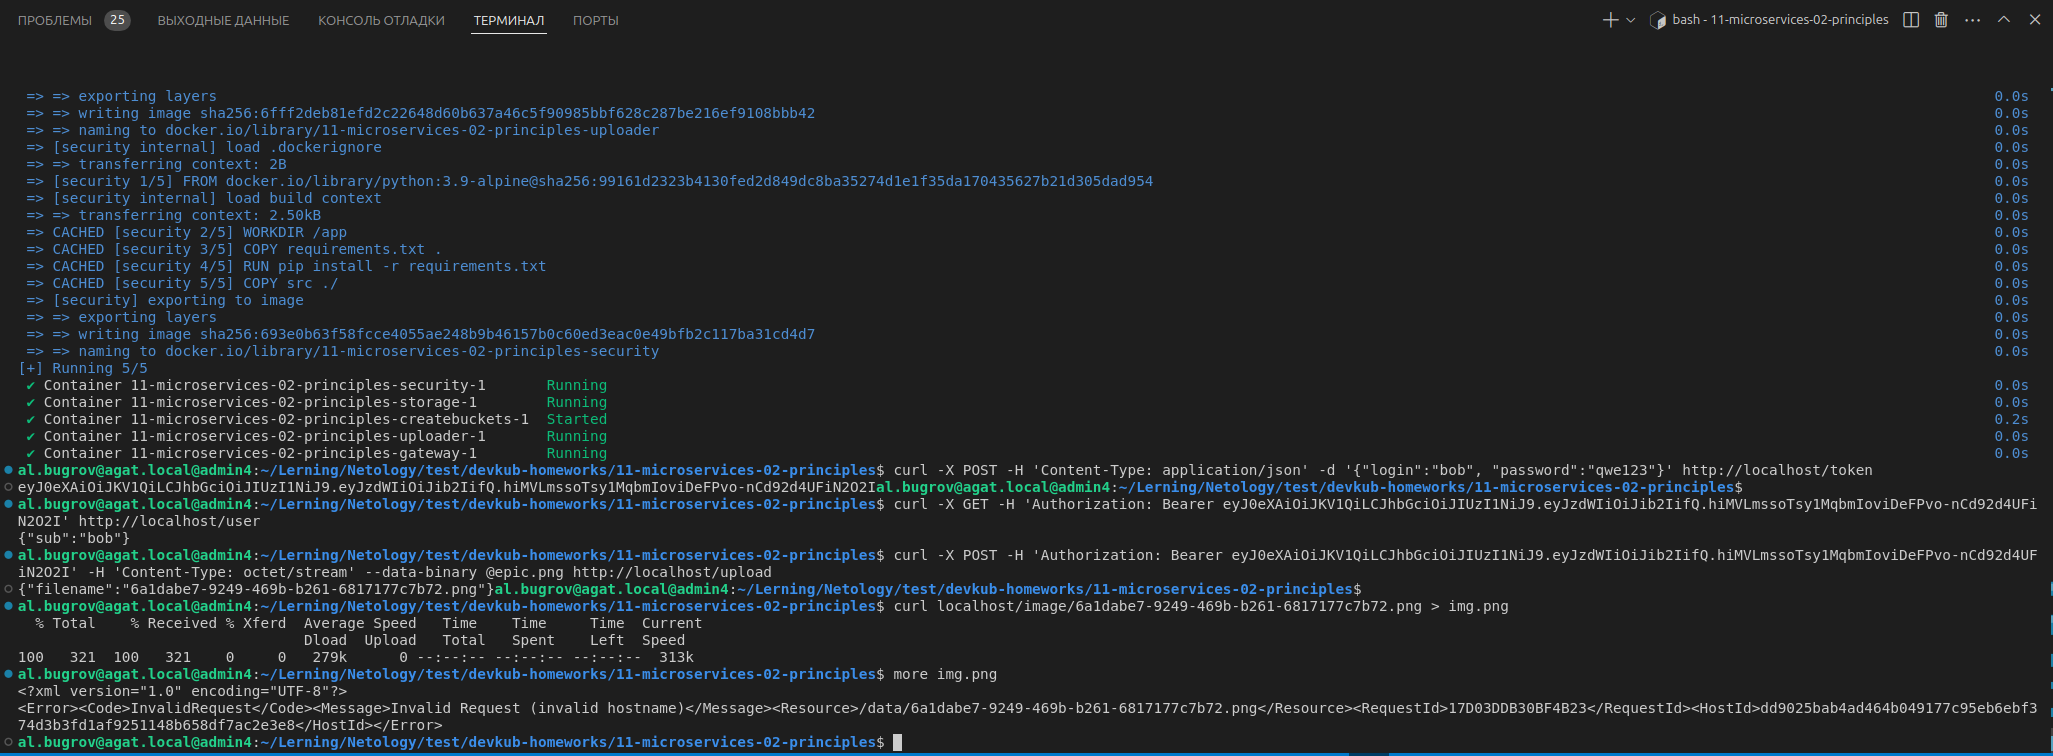 ПРОБЛЕМЫ 25 ВЫХОДНЫЕ ДАННЫЕ КОНСОЛЬ ОТЛАДКИ ТЕРМИНАЛ ПОРТЫ bash - 11-microservices-02-principles
=> => exporting layers 0.0s
=> => writing image sha256:6fff2deb81efd2c22648d60b637a46c5f90985bbf628c287be216ef9108bbb42 0.0s
=> => naming to docker.io/library/11-microservices-02-principles-uploader 0.0s
=> [security internal] load .dockerignore 0.0s
=> => transferring context: 2B 0.0s
=> [security 1/5] FROM docker.io/library/python:3.9-alpine@sha256:99161d2323b4130fed2d849dc8ba35274d1e1f35da170435627b21d305dad954 0.0s
=> [security internal] load build context 0.0s
=> => transferring context: 2.50kB 0.0s
=> CACHED [security 2/5] WORKDIR /app 0.0s
=> CACHED [security 3/5] COPY requirements.txt . 0.0s
=> CACHED [security 4/5] RUN pip install -r requirements.txt 0.0s
=> CACHED [security 5/5] COPY src ./ 0.0s
=> [security] exporting to image 0.0s
=> => exporting layers 0.0s
=> => writing image sha256:693e0b63f58fcce4055ae248b9b46157b0c60ed3eac0e49bfb2c117ba31cd4d7 0.0s
=> => naming to docker.io/library/11-microservices-02-principles-security 0.0s
[+] Running 5/5
✔ Container 11-microservices-02-principles-security-1 Running 0.0s
✔ Container 11-microservices-02-principles-storage-1 Running 0.0s
✔ Container 11-microservices-02-principles-createbuckets-1 Started 0.2s
✔ Container 11-microservices-02-principles-uploader-1 Running 0.0s
✔ Container 11-microservices-02-principles-gateway-1 Running 0.0s
al.bugrov@agat.local@admin4:~/Lerning/Netology/test/devkub-homeworks/11-microservices-02-principles$ curl -X POST -H 'Content-Type: application/json' -d '{"login":"bob", "password":"qwe123"}' http://localhost/token
eyJ0eXAiOiJKV1QiLCJhbGciOiJIUzI1NiJ9.eyJzdWIiOiJib2IifQ.hiMVLmssoTsy1MqbmIoviDeFPvo-nCd92d4UFiN2O2Ial.bugrov@agat.local@admin4:~/Lerning/Netology/test/devkub-homeworks/11-microservices-02-principles$
al.bugrov@agat.local@admin4:~/Lerning/Netology/test/devkub-homeworks/11-microservices-02-principles$ curl -X GET -H 'Authorization: Bearer eyJ0eXAiOiJKV1QiLCJhbGciOiJIUzI1NiJ9.eyJzdWIiOiJib2IifQ.hiMVLmssoTsy1MqbmIoviDeFPvo-nCd92d4UFi
N2O2I' http://localhost/user
{"sub":"bob"}
al.bugrov@agat.local@admin4:~/Lerning/Netology/test/devkub-homeworks/11-microservices-02-principles$ curl -X POST -H 'Authorization: Bearer eyJ0eXAiOiJKV1QiLCJhbGciOiJIUzI1NiJ9.eyJzdWIiOiJib2IifQ.hiMVLmssoTsy1MqbmIoviDeFPvo-nCd92d4UF
iN2O2I' -H 'Content-Type: octet/stream' --data-binary @epic.png http://localhost/upload
{"filename":"6a1dabe7-9249-469b-b261-6817177c7b72.png"}al.bugrov@agat.local@admin4:~/Lerning/Netology/test/devkub-homeworks/11-microservices-02-principles$
al.bugrov@agat.local@admin4:~/Lerning/Netology/test/devkub-homeworks/11-microservices-02-principles$ curl localhost/image/6a1dabe7-9249-469b-b261-6817177c7b72.png > img.png
% Total % Received % Xferd Average Speed Time Time Time Current
Dload Upload Total Spent Left Speed
100 321 100 321 0 0 279k 0 --:--:-- --:--:-- --:--:-- 313k
al.bugrov@agat.local@admin4:~/Lerning/Netology/test/devkub-homeworks/11-microservices-02-principles$ more img.png
<?xml version="1.0" encoding="UTF-8"?>
<Error><Code>InvalidRequest</Code><Message>Invalid Request (invalid hostname)</Message><Resource>/data/6a1dabe7-9249-469b-b261-6817177c7b72.png</Resource><RequestId>17D03DDB30BF4B23</RequestId><HostId>dd9025bab4ad464b049177c95eb6ebf3
74d3b3fd1af9251148b658df7ac2e3e8</HostId></Error>
al.bugrov@agat.local@admin4:~/Lerning/Netology/test/devkub-homeworks/11-microservices-02-principles$